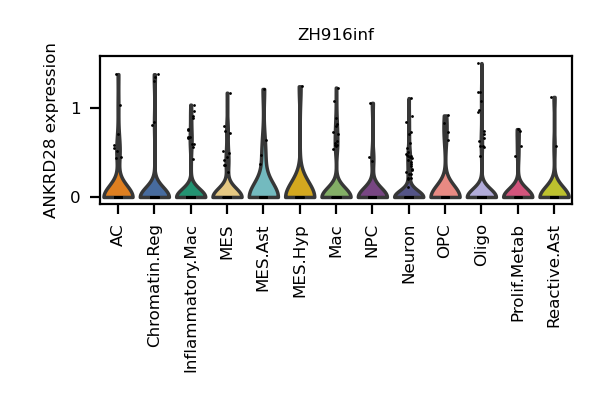 ZH916inf
ANKRD28 expression
1
0
AC
Chromatin.Reg
Inflammatory.Mac
MES
MES.Ast
MES.Hyp
Mac
NPC
Neuron
OPC
Oligo
Prolif.Metab
Reactive.Ast